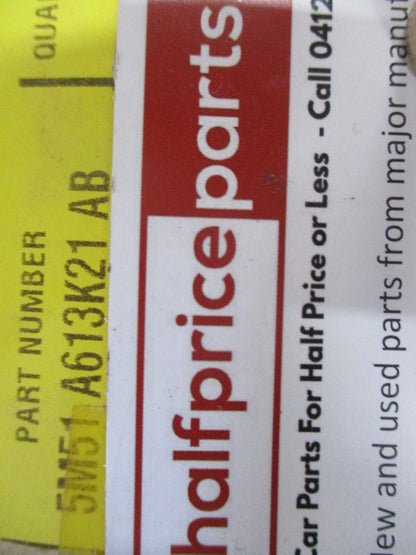 QUA
PART NUMBER
5M51 A613K21 AB
halfpriceparts
Car Parts For Half Price or Less - Call 0412
New and used parts from major manuf